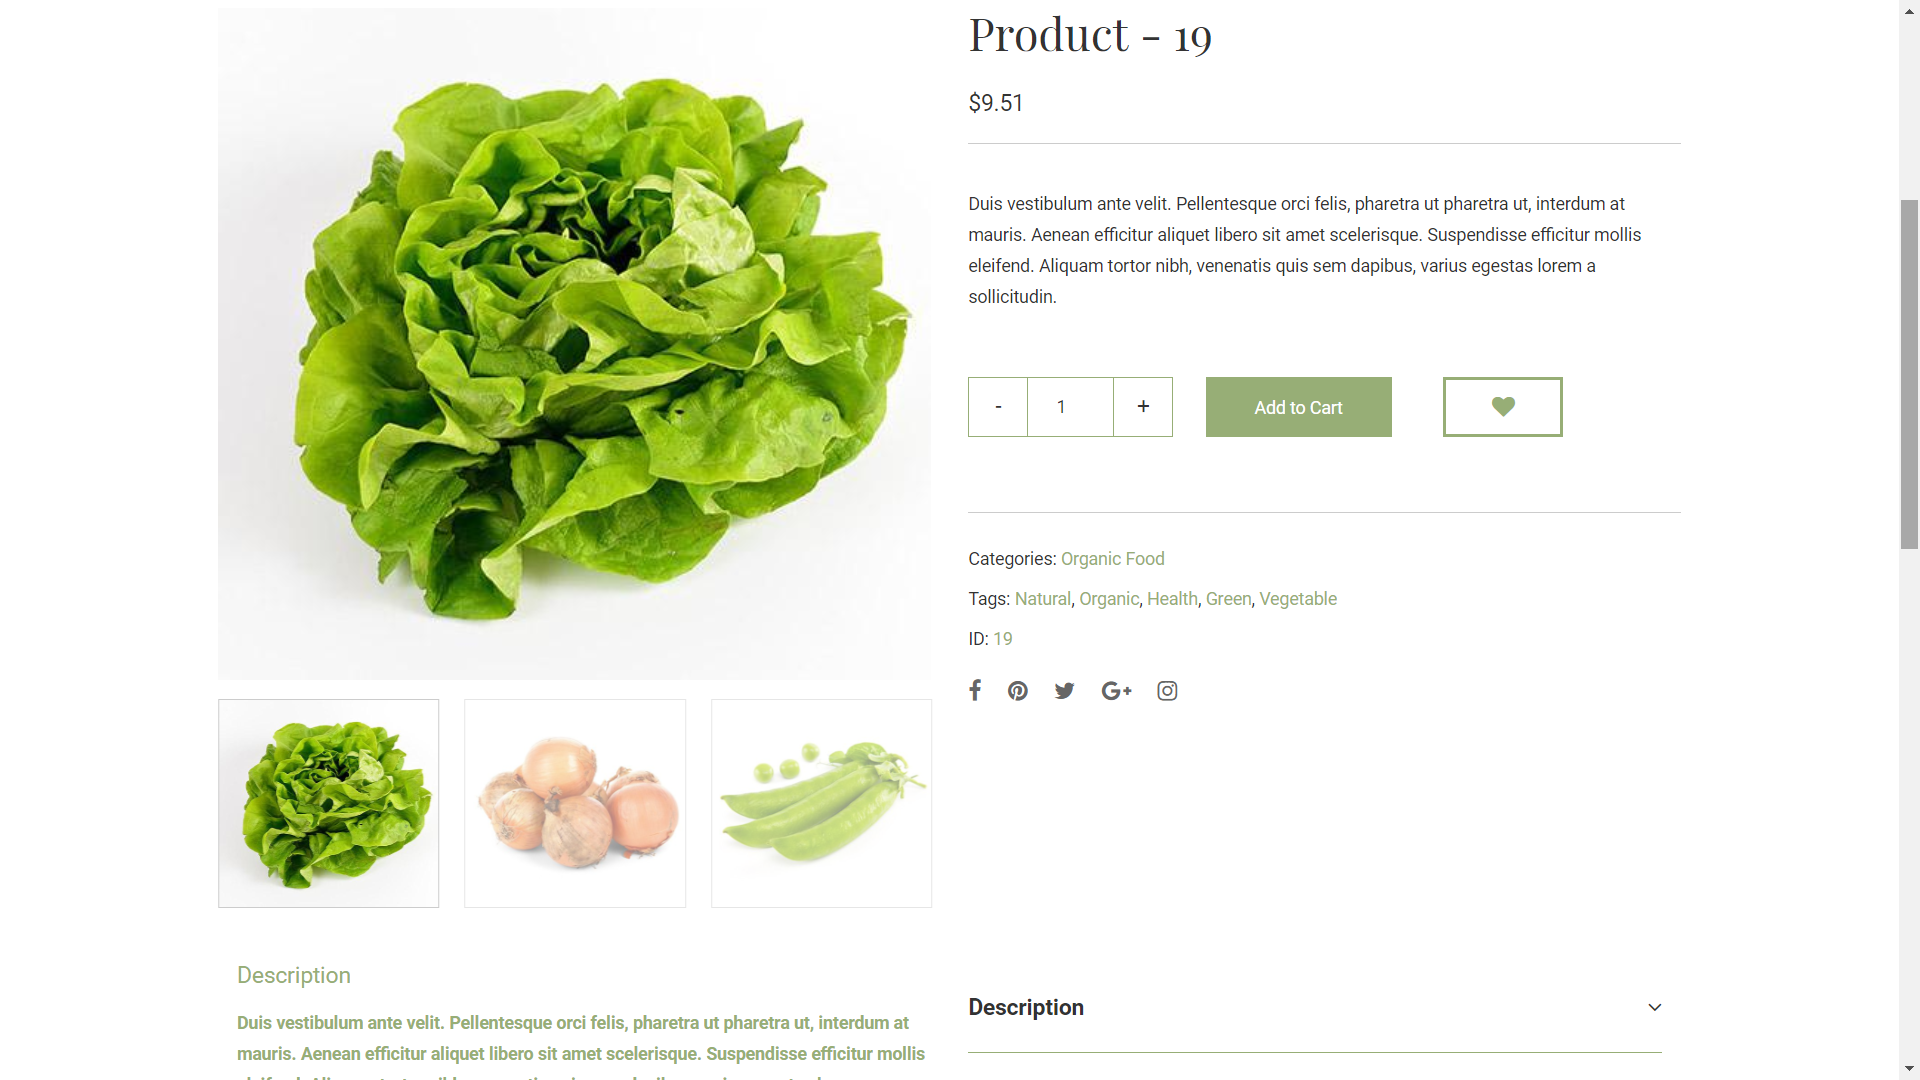 Product - 19
$9.51
Duis vestibulum ante velit. Pellentesque orci felis, pharetra ut pharetra ut, interdum at
mauris. Aenean efficitur aliquet libero sit amet scelerisque. Suspendisse efficitur mollis
eleifend. Aliquam tortor nibh, venenatis quis sem dapibus, varius egestas lorem a
sollicitudin.
- 1 + Add to Cart
Categories: Organic Food
Tags: Natural, Organic, Health, Green, Vegetable
ID: 19
Description
Duis vestibulum ante velit. Pellentesque orci felis, pharetra ut pharetra ut, interdum at
mauris. Aenean efficitur aliquet libero sit amet scelerisque. Suspendisse efficitur mollis
Description